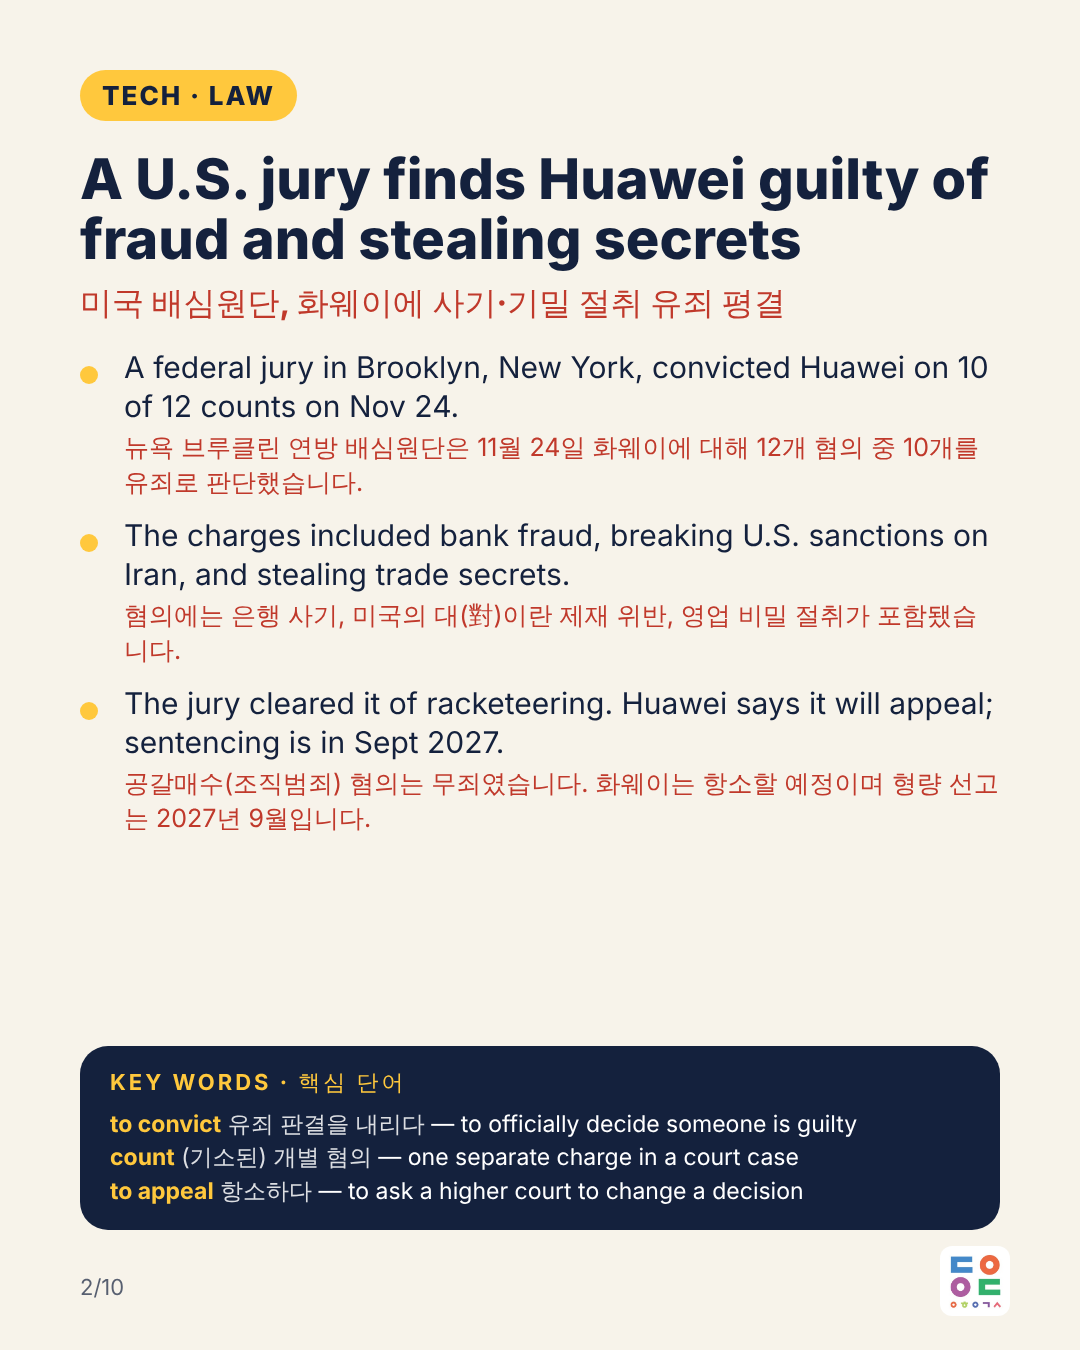 TECH · LAW
A U.S. jury finds Huawei guilty of
fraud and stealing secrets
미국 배심원단, 화웨이에 사기·기밀 절취 유죄 평결
A federal jury in Brooklyn, New York, convicted Huawei on 10
of 12 counts on Nov 24.
뉴욕 브루클린 연방 배심원단은 11월 24일 화웨이에 대해 12개 혐의 중 10개를
유죄로 판단했습니다.
The charges included bank fraud, breaking U.S. sanctions on
Iran, and stealing trade secrets.
혐의에는 은행 사기, 미국의 대(對)이란 제재 위반, 영업 비밀 절취가 포함됐습
니다.
The jury cleared it of racketeering. Huawei says it will appeal;
sentencing is in Sept 2027.
공갈매수(조직범죄) 혐의는 무죄였습니다. 화웨이는 항소할 예정이며 형량 선고
는 2027년 9월입니다.
KEY WORDS · 핵심 단어
to convict 유죄 판결을 내리다 — to officially decide someone is guilty
count (기소된) 개별 혐의 — one separate charge in a court case
to appeal 항소하다 — to ask a higher court to change a decision
2/10
ㄷㅇ
ㅇㄷ
ㅇㅎㅇㄱㅅ